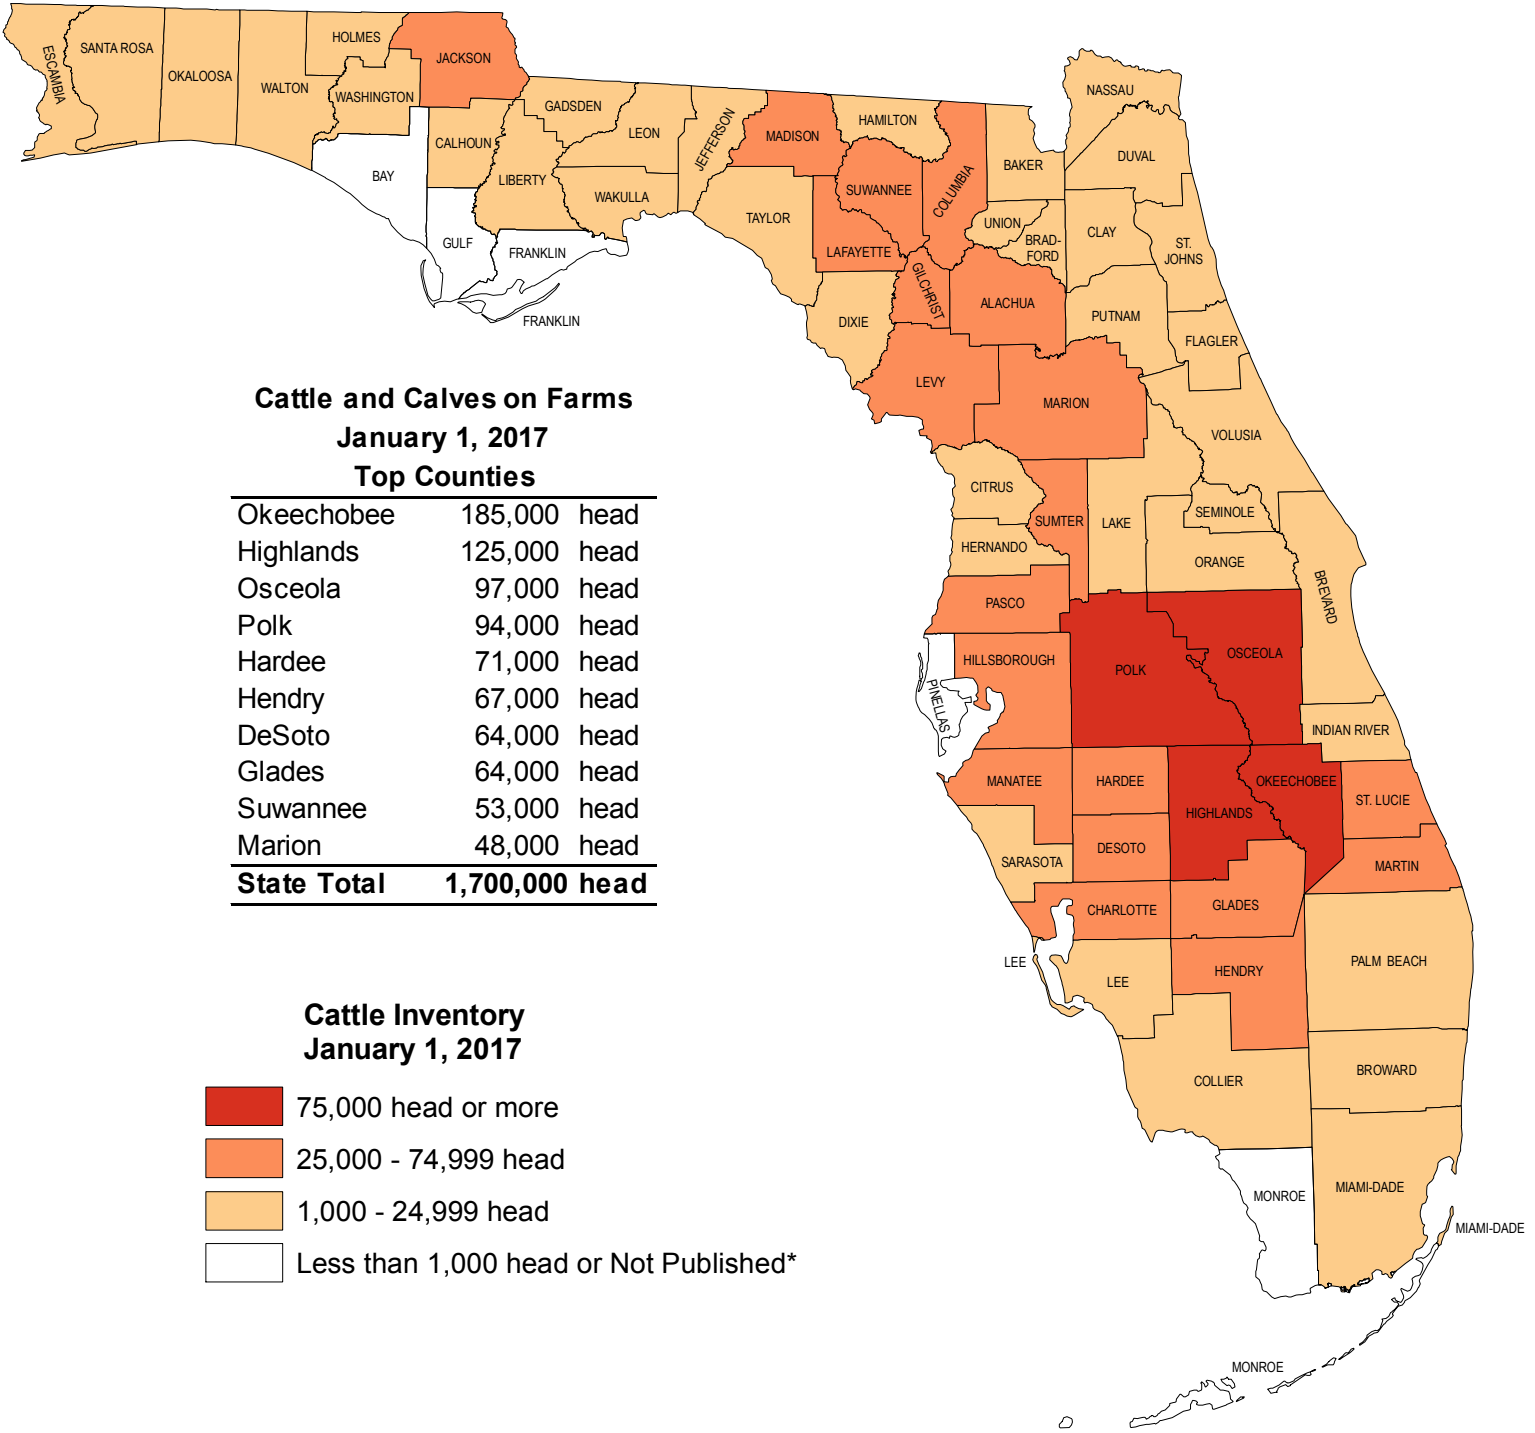 HOLMES
SANTA ROSA
JACKSON
ESCAMBIA
OKALOOSA
WALTON
WASHINGTON
NASSAU
GADSDEN
HAMILTON
LEON
MADISON
JEFFERSON
CALHOUN
DUVAL
BAKER
BAY
LIBERTY
SUWANNEE
COLUMBIA
WAKULLA
TAYLOR
UNION
CLAY
BRAD-
FORD
GULF
FRANKLIN
LAFAYETTE
ST.
JOHNS
GILCHRIST
ALACHUA
PUTNAM
FRANKLIN
DIXIE
FLAGLER
LEVY
MARION
VOLUSIA
Cattle and Calves on Farms
January 1, 2017
Top Counties
Okeechobee 185,000 head
Highlands 125,000 head
Osceola 97,000 head
Polk 94,000 head
Hardee 71,000 head
Hendry 67,000 head
DeSoto 64,000 head
Glades 64,000 head
Suwannee 53,000 head
Marion 48,000 head
State Total 1,700,000 head
CITRUS
SUMTER
LAKE
SEMINOLE
HERNANDO
ORANGE
BREVARD
PASCO
HILLSBOROUGH
POLK
OSCEOLA
PINELLAS
INDIAN RIVER
MANATEE
HARDEE
OKEECHOBEE
ST. LUCIE
HIGHLANDS
DESOTO
SARASOTA
MARTIN
CHARLOTTE
GLADES
LEE
LEE
HENDRY
PALM BEACH
COLLIER
BROWARD
MONROE
MIAMI-DADE
MIAMI-DADE
MONROE
Cattle Inventory
January 1, 2017
75,000 head or more
25,000 - 74,999 head
1,000 - 24,999 head
Less than 1,000 head or Not Published*